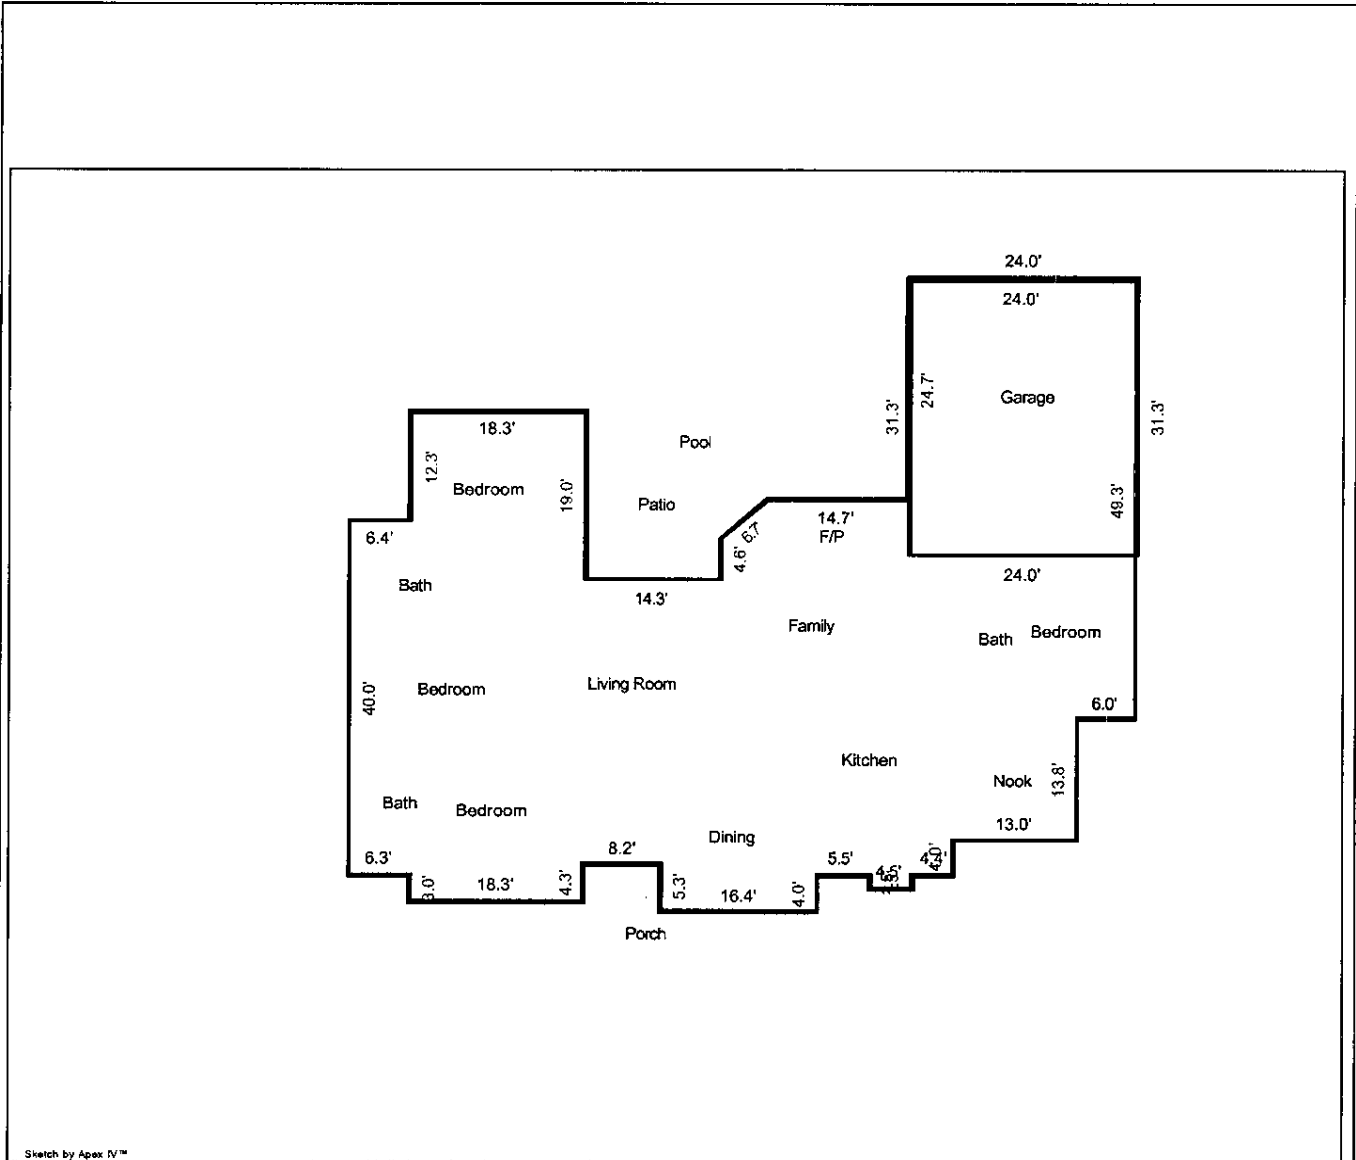 24.0'
24.0'
24.7'
Garage
31.3'
31.3'
18.3'
Pool
12.3'
Bedroom
19.0'
Patio
49.3'
14.7'
6.7'
F/P
6.4'
4.6'
Bath
24.0'
14.3'
Family
Bath
Bedroom
Living Room
Bedroom
40.0'
6.0'
Kitchen
Nook
13.8'
Bath
Bedroom
Dining
13.0'
8.2'
6.3'
5.5'
4.0'
3.0'
18.3'
4.3'
5.3'
16.4'
4.0'
Porch
Sketch by Apex IV™